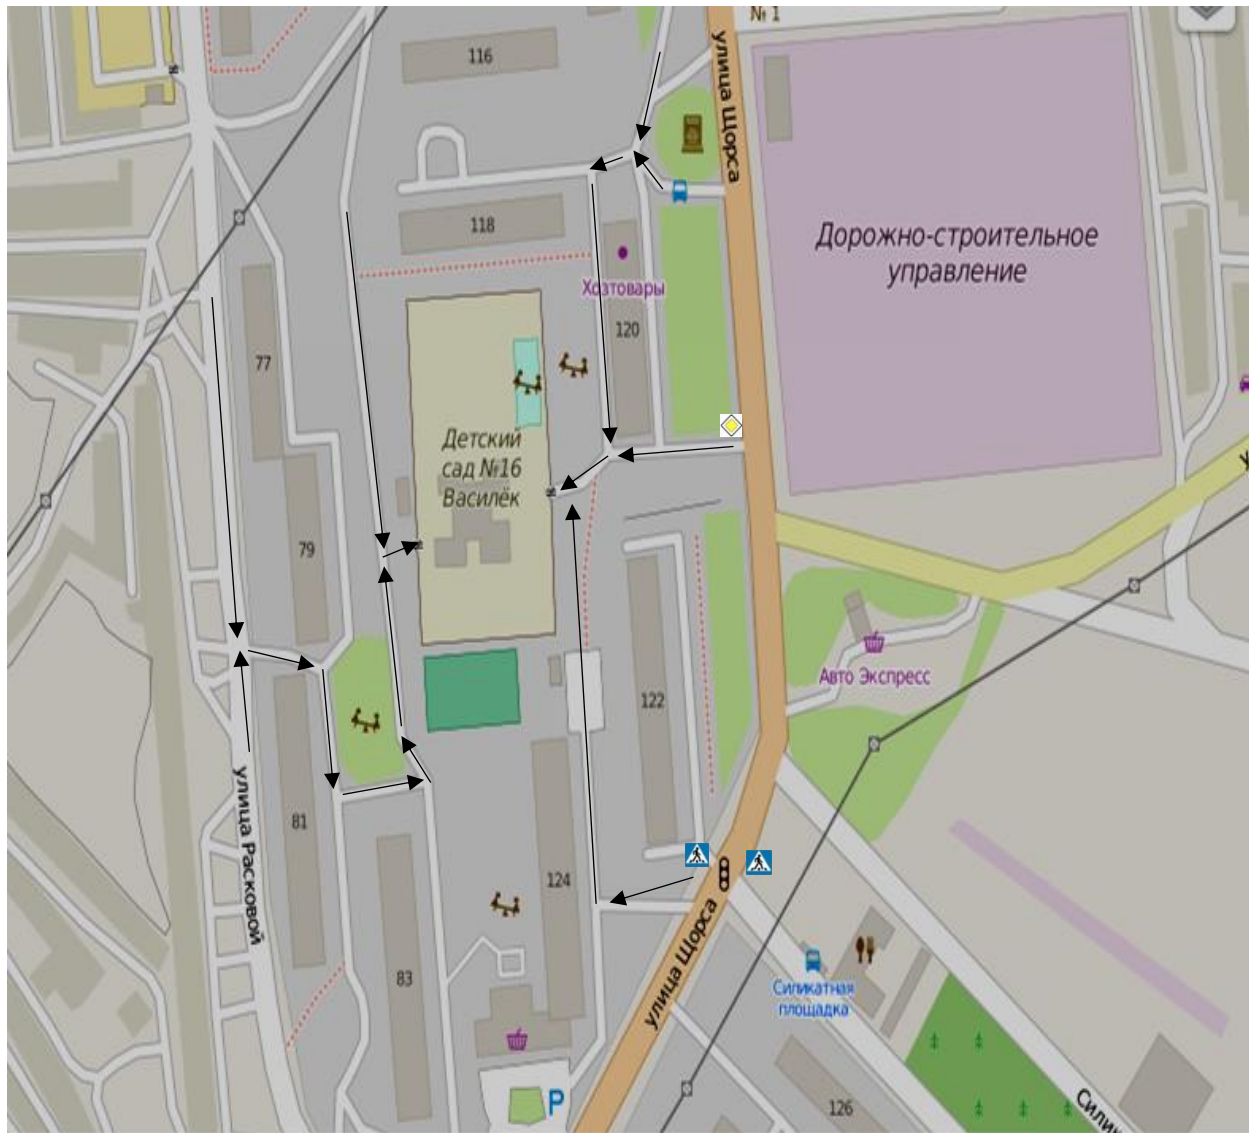 № 1
улица Щорса
116
118
Дорожно-строительное
управление
Хозтовары
120
77
Детский
сад №16
Василёк
79
Авто Экспресс
122
улица Расковой
81
124
83
улица Щорса
Силикатная
площадка
P
126